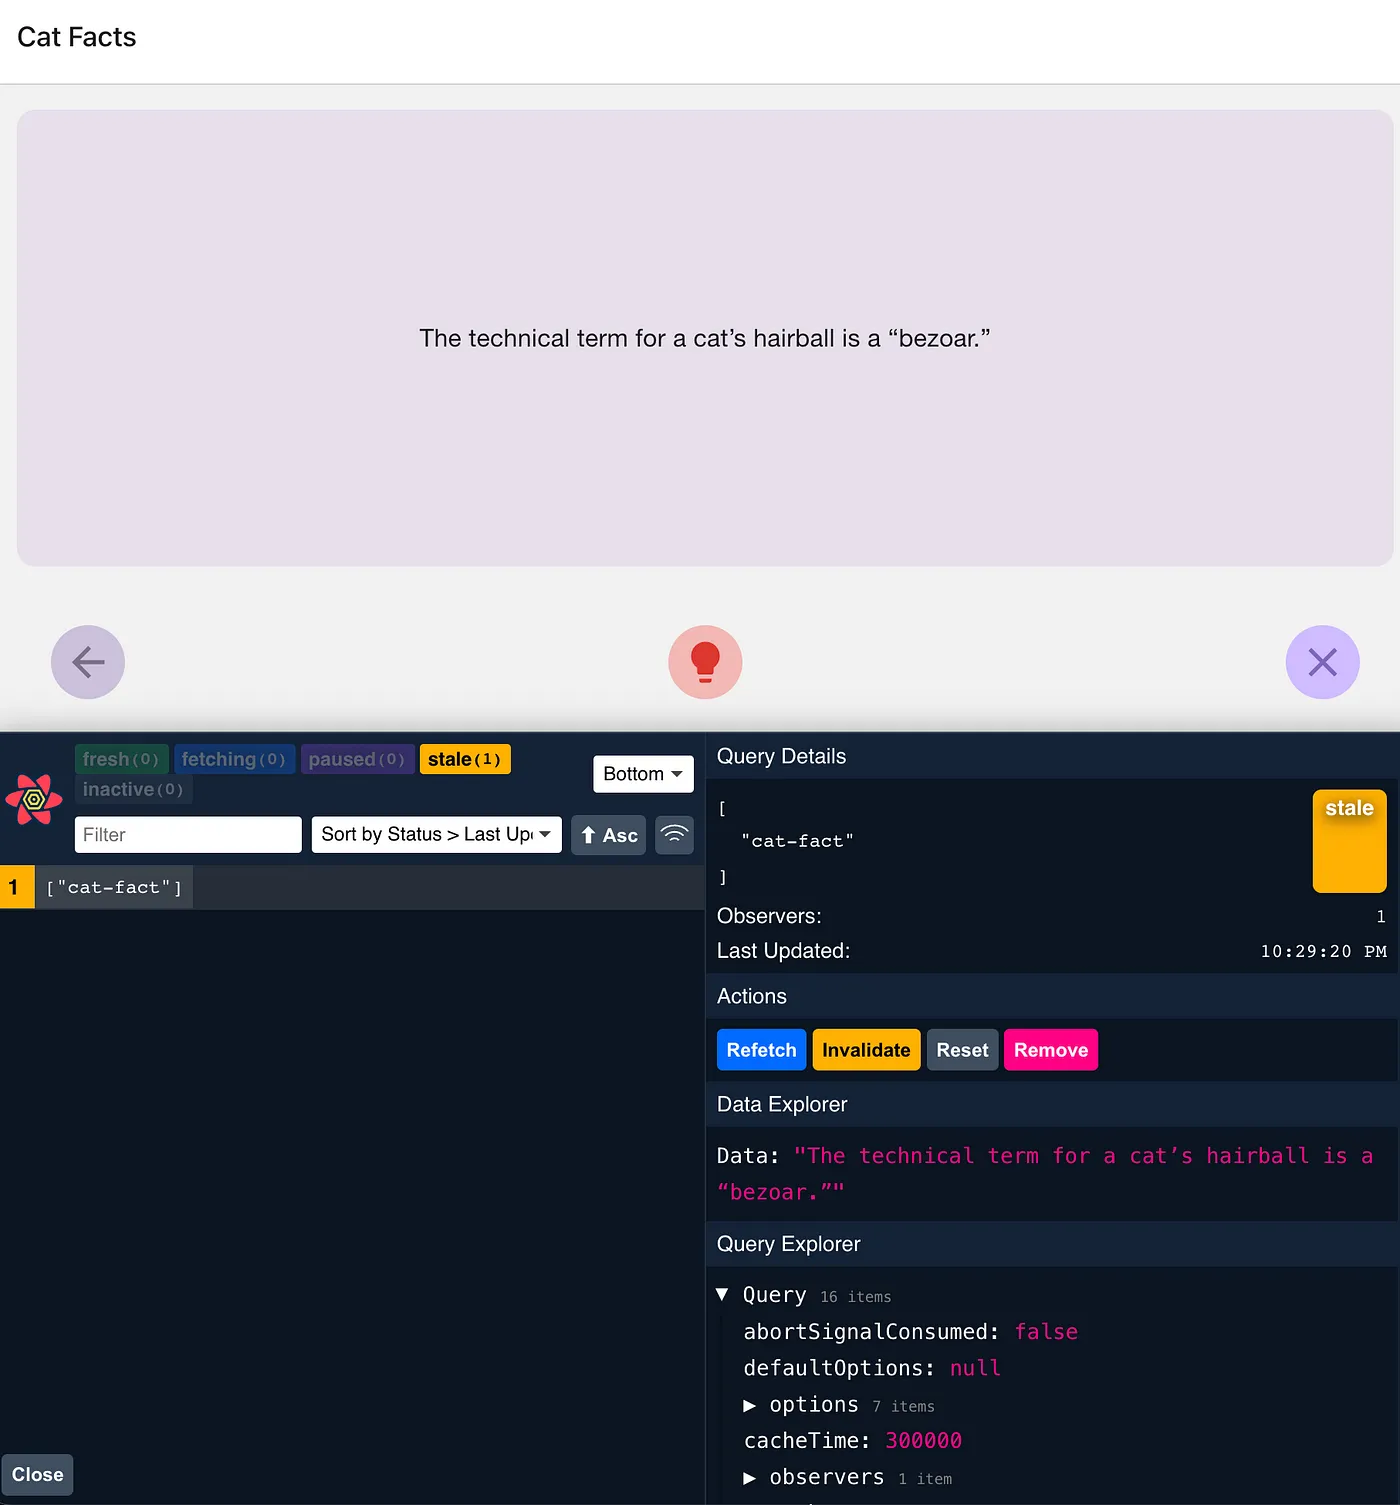 Cat Facts
The technical term for a cat’s hairball is a “bezoar.”
fresh(0) fetching(0) paused(0) stale(1)
inactive(0)
Bottom
Filter
Sort by Status > Last Up
Asc
1 ["cat-fact"]
Close
Query Details
[
"cat-fact"
]
stale
Observers: 1
Last Updated: 10:29:20 PM
Actions
Refetch Invalidate Reset Remove
Data Explorer
Data: "The technical term for a cat’s hairball is a
“bezoar.”"
Query Explorer
▼ Query 16 items
abortSignalConsumed: false
defaultOptions: null
▶ options 7 items
cacheTime: 300000
▶ observers 1 item